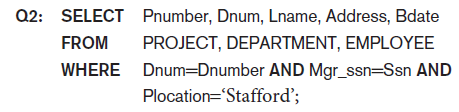 Q2: SELECT Pnumber, Dnum, Lname, Address, Bdate
FROM PROJECT, DEPARTMENT, EMPLOYEE
WHERE Dnum=Dnumber AND Mgr_ssn=Ssn AND
Plocation=‘Stafford’;